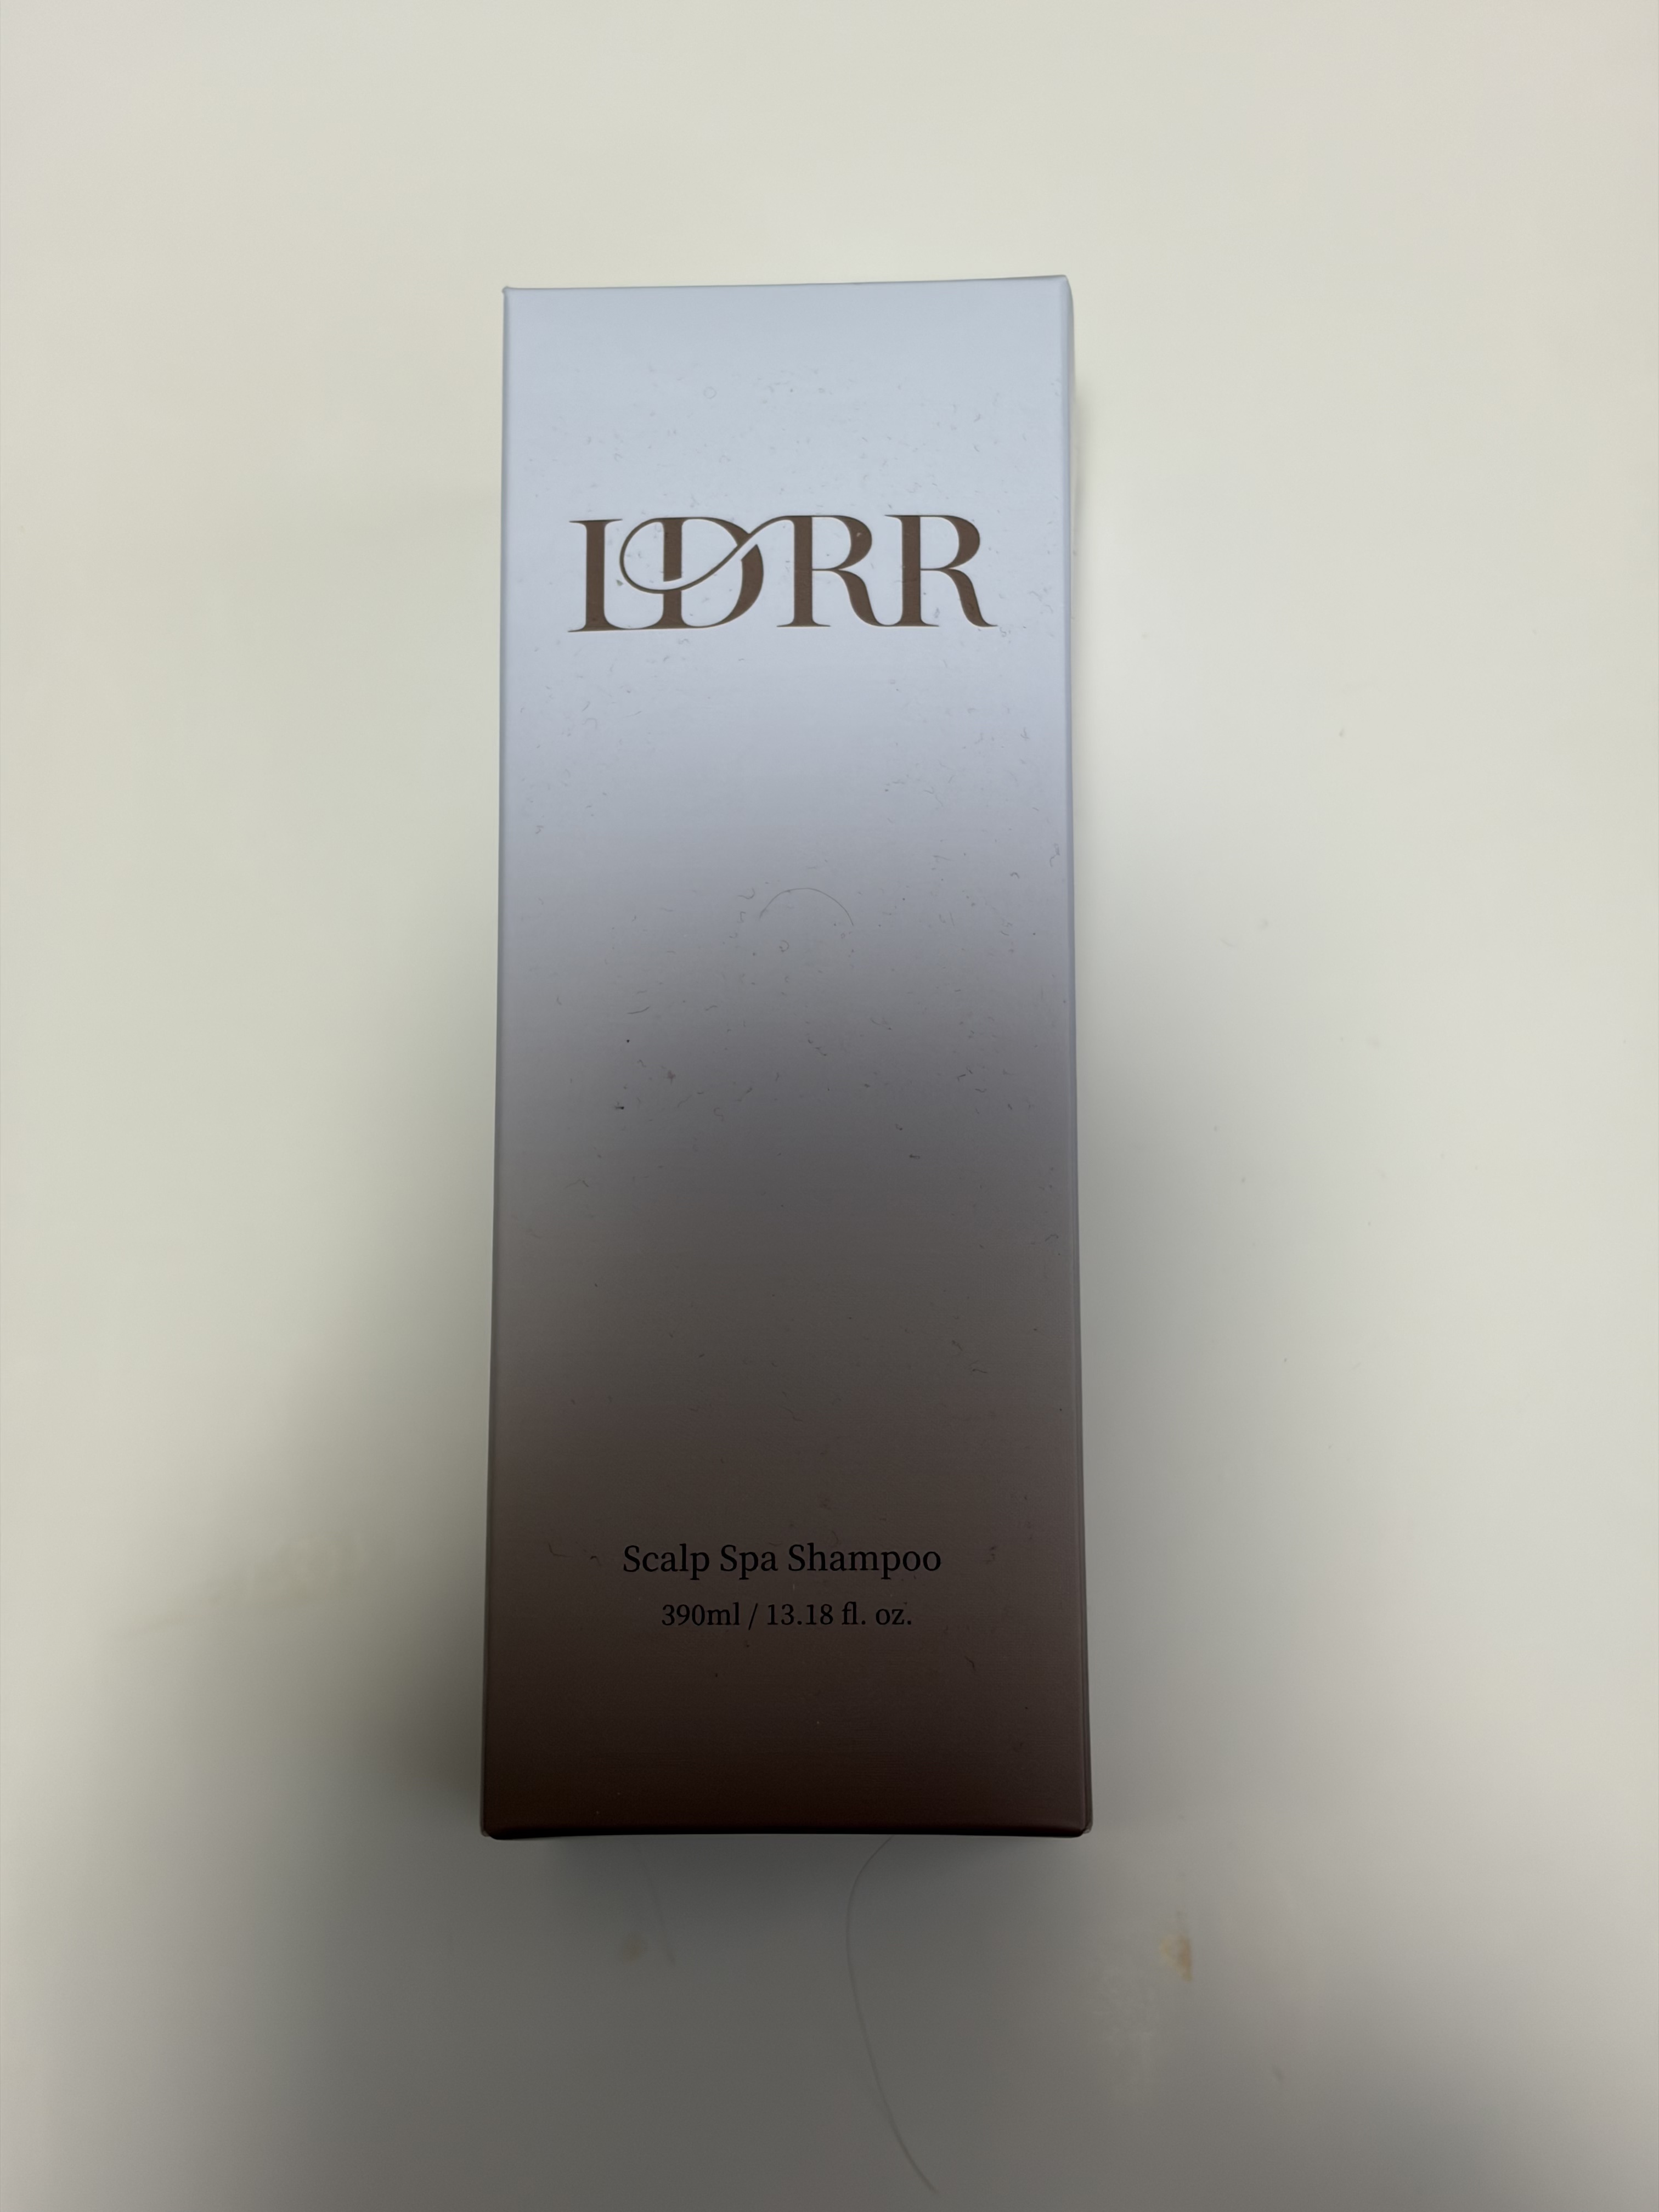 LDRR
Scalp Spa Shampoo
390ml / 13.18 fl. oz.